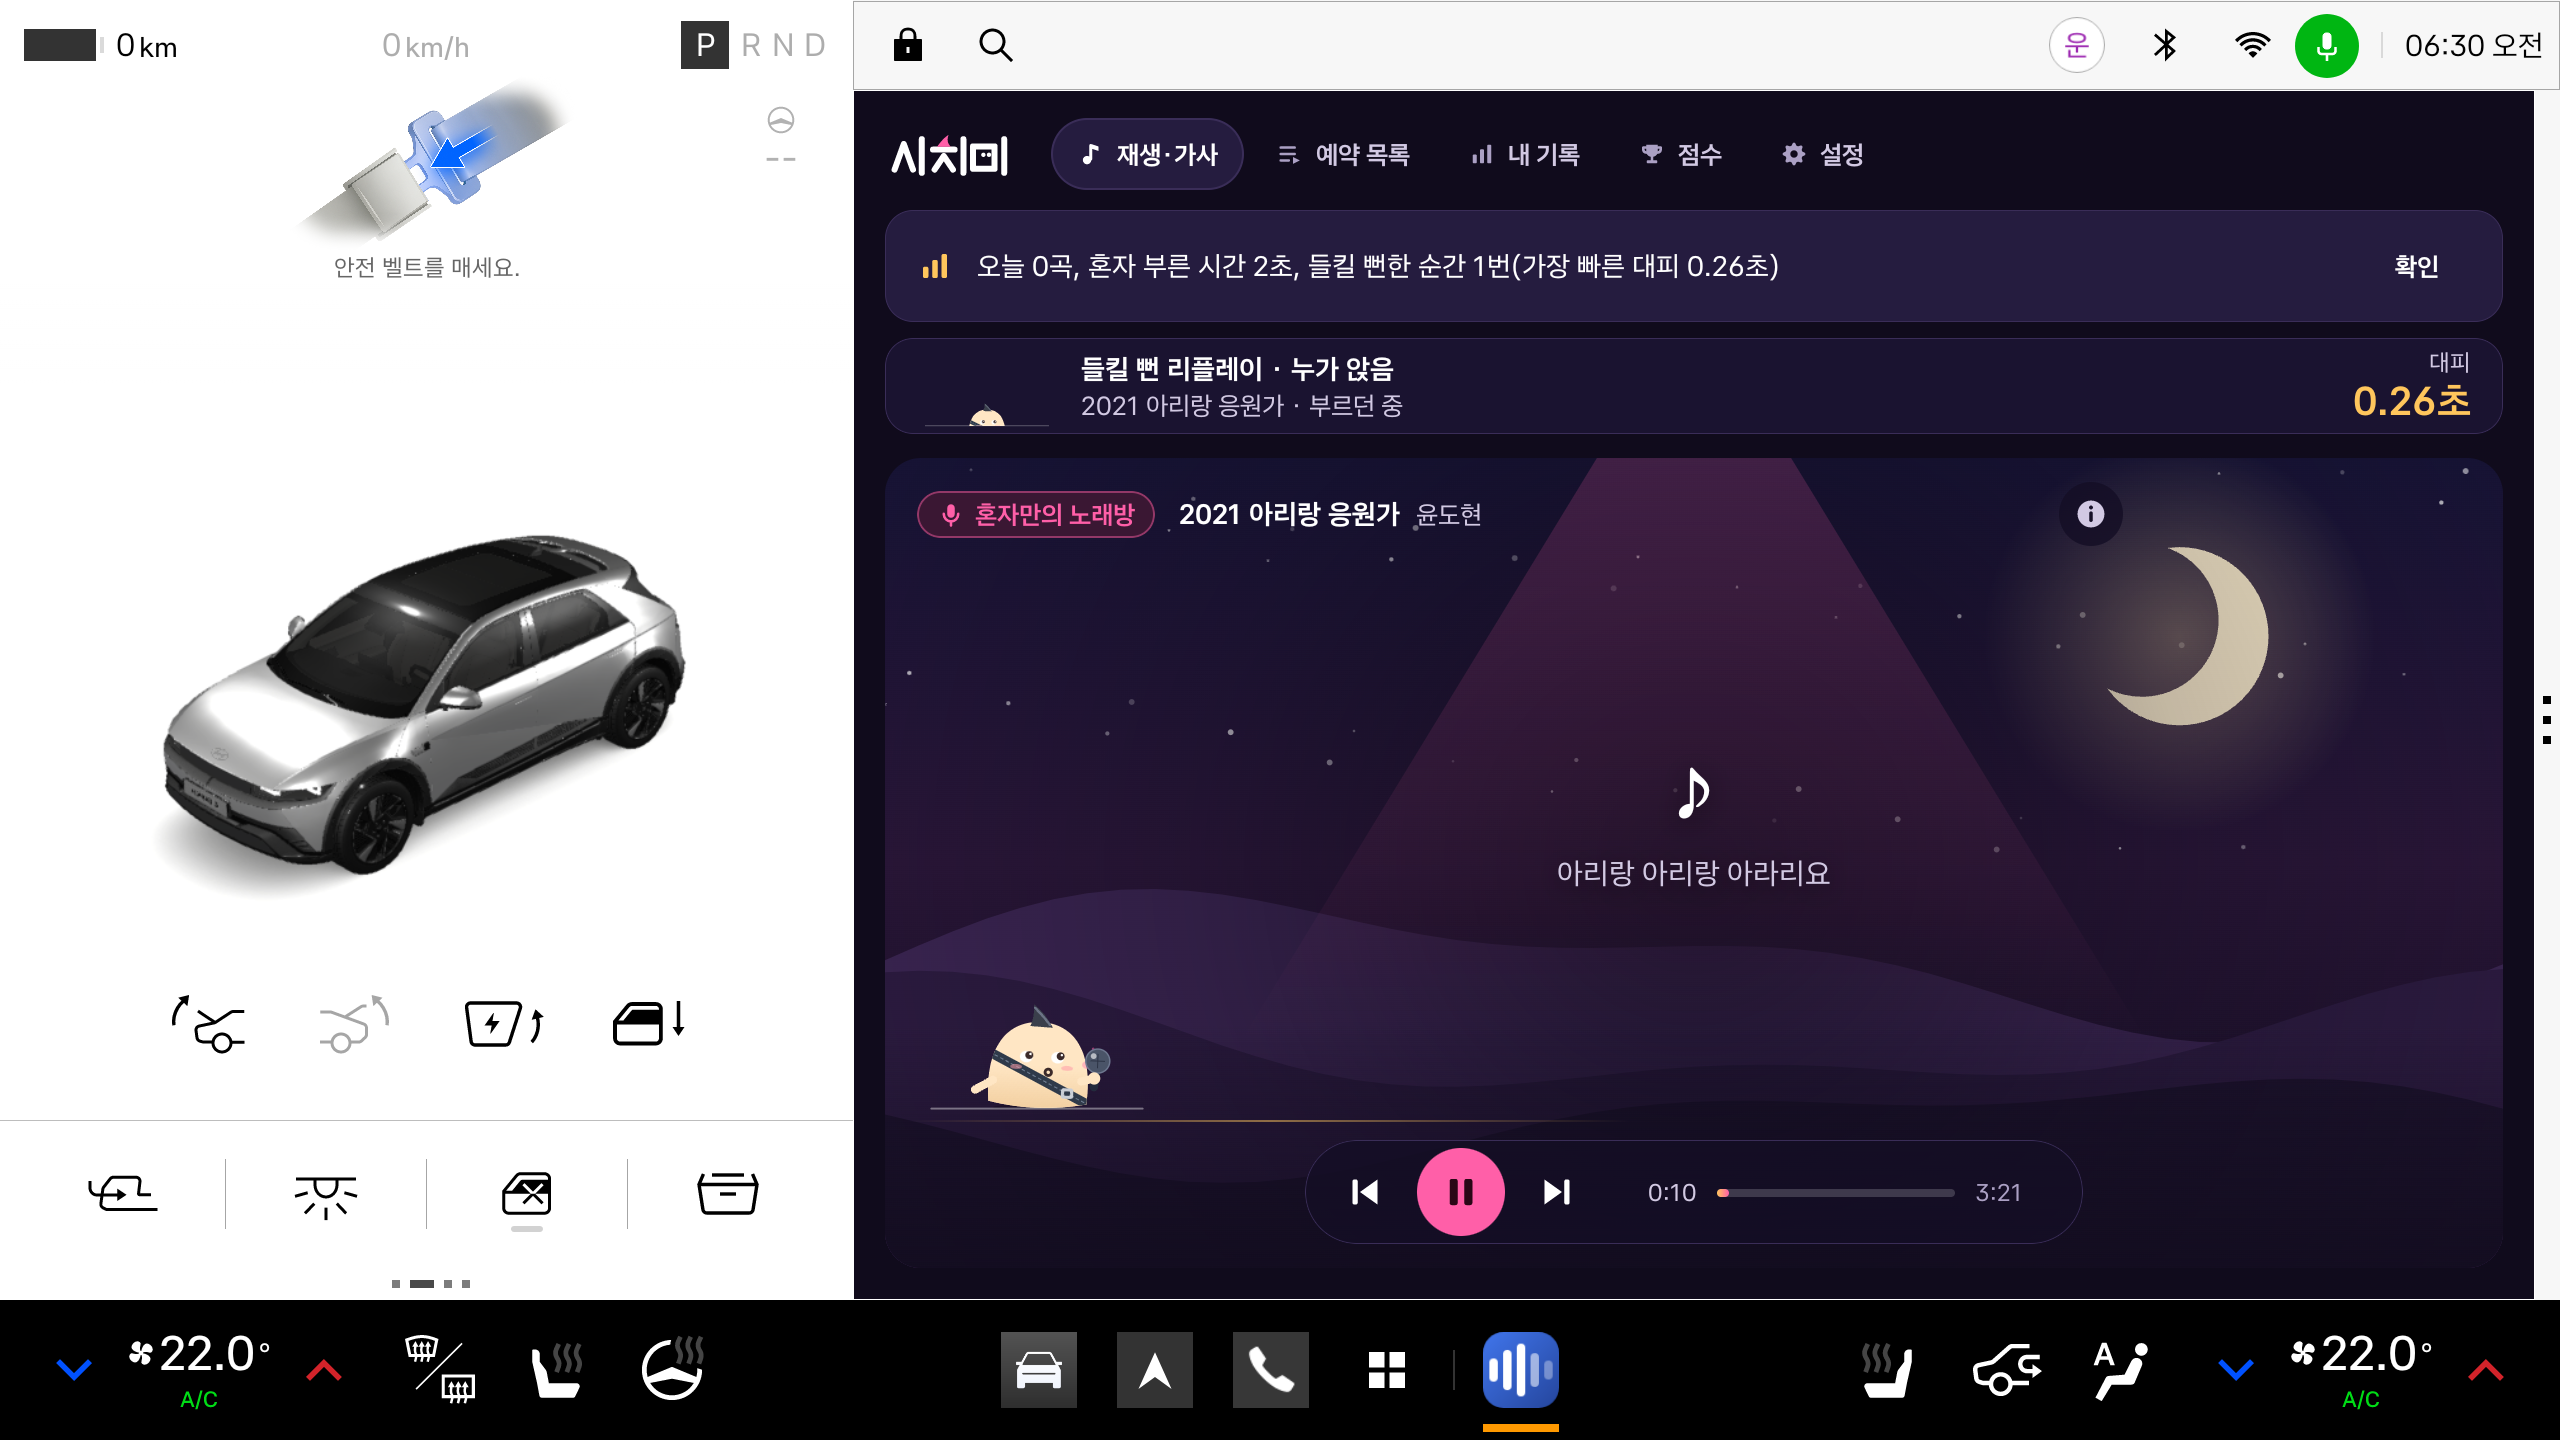 0 km
0 km/h
P R N D
운
06:30 오전
안전 벨트를 매세요.
시치미
재생·가사
예약 목록
내 기록
점수
설정
오늘 0곡, 혼자 부른 시간 2초, 들킬 뻔한 순간 1번(가장 빠른 대피 0.26초)
확인
들킬 뻔 리플레이 · 누가 앉음
2021 아리랑 응원가 · 부르던 중
대피
0.26초
혼자만의 노래방
2021 아리랑 응원가 윤도현
아리랑 아리랑 아라리요
0:10
3:21
22.0°
A/C
A
22.0°
A/C